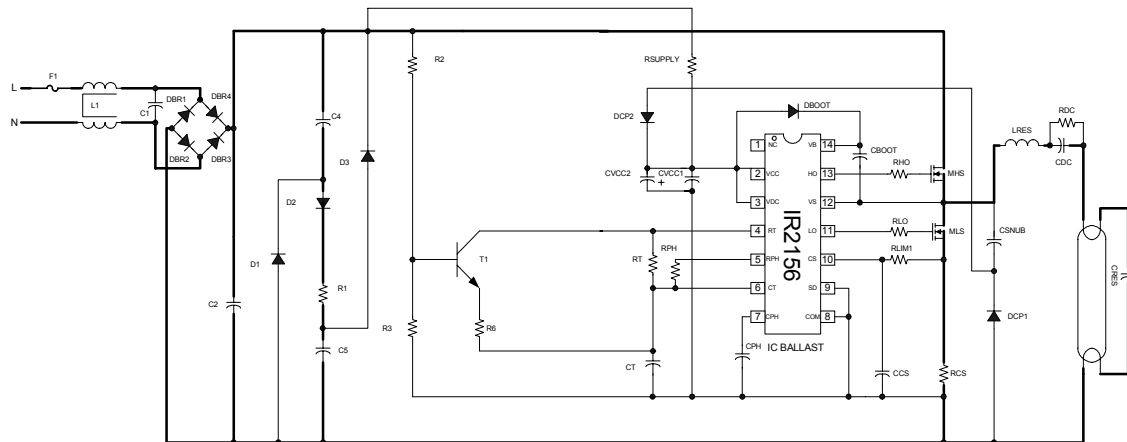 L
F1
L1
N
C1
DBR1
DBR4
DBR2
DBR3
C2
D1
D2
C4
R1
C5
D3
R2
R3
T1
R6
RSUPPLY
DCP2
DBOOT
CVCC2
+
CVCC1
RPH
RT
CT
CPH
1 NC VB 14
2 VCC HO 13
3 VDC VS 12
4 RT LO 11
5 RPH CS 10
6 CT SD 9
7 CPH COM 8
IR2156
IC BALLAST
CBOOT
RHO
MHS
RLO
MLS
RLIM1
CCS
RCS
LRES
RDC
CDC
CSNUB
DCP1
CRES